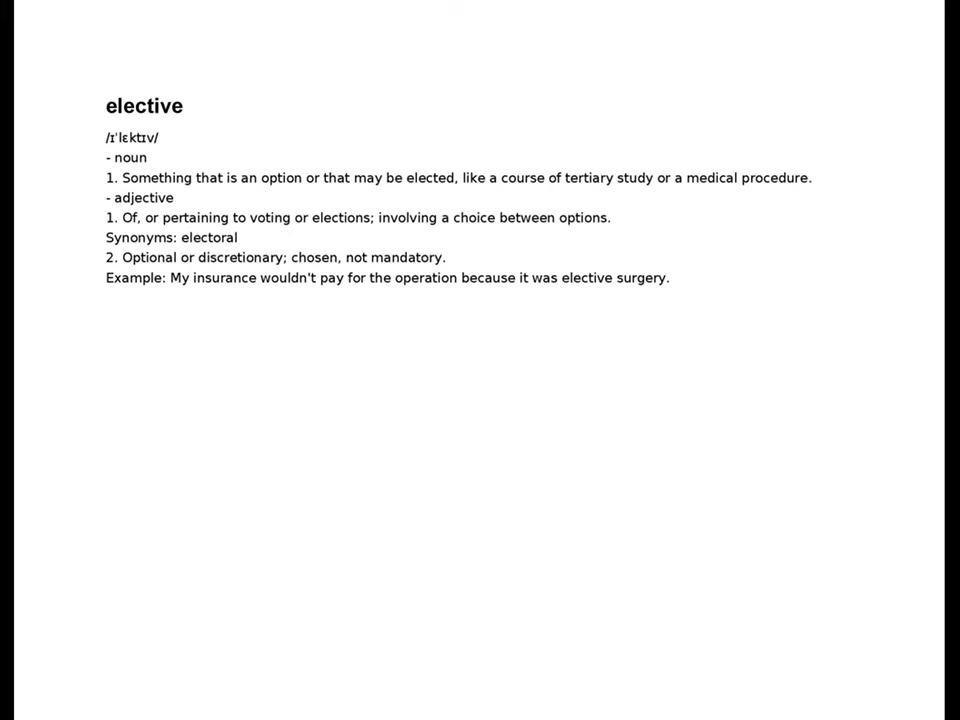 elective
/ɪˈlɛktɪv/
- noun
1. Something that is an option or that may be elected, like a course of tertiary study or a medical procedure.
- adjective
1. Of, or pertaining to voting or elections; involving a choice between options.
Synonyms: electoral
2. Optional or discretionary; chosen, not mandatory.
Example: My insurance wouldn't pay for the operation because it was elective surgery.